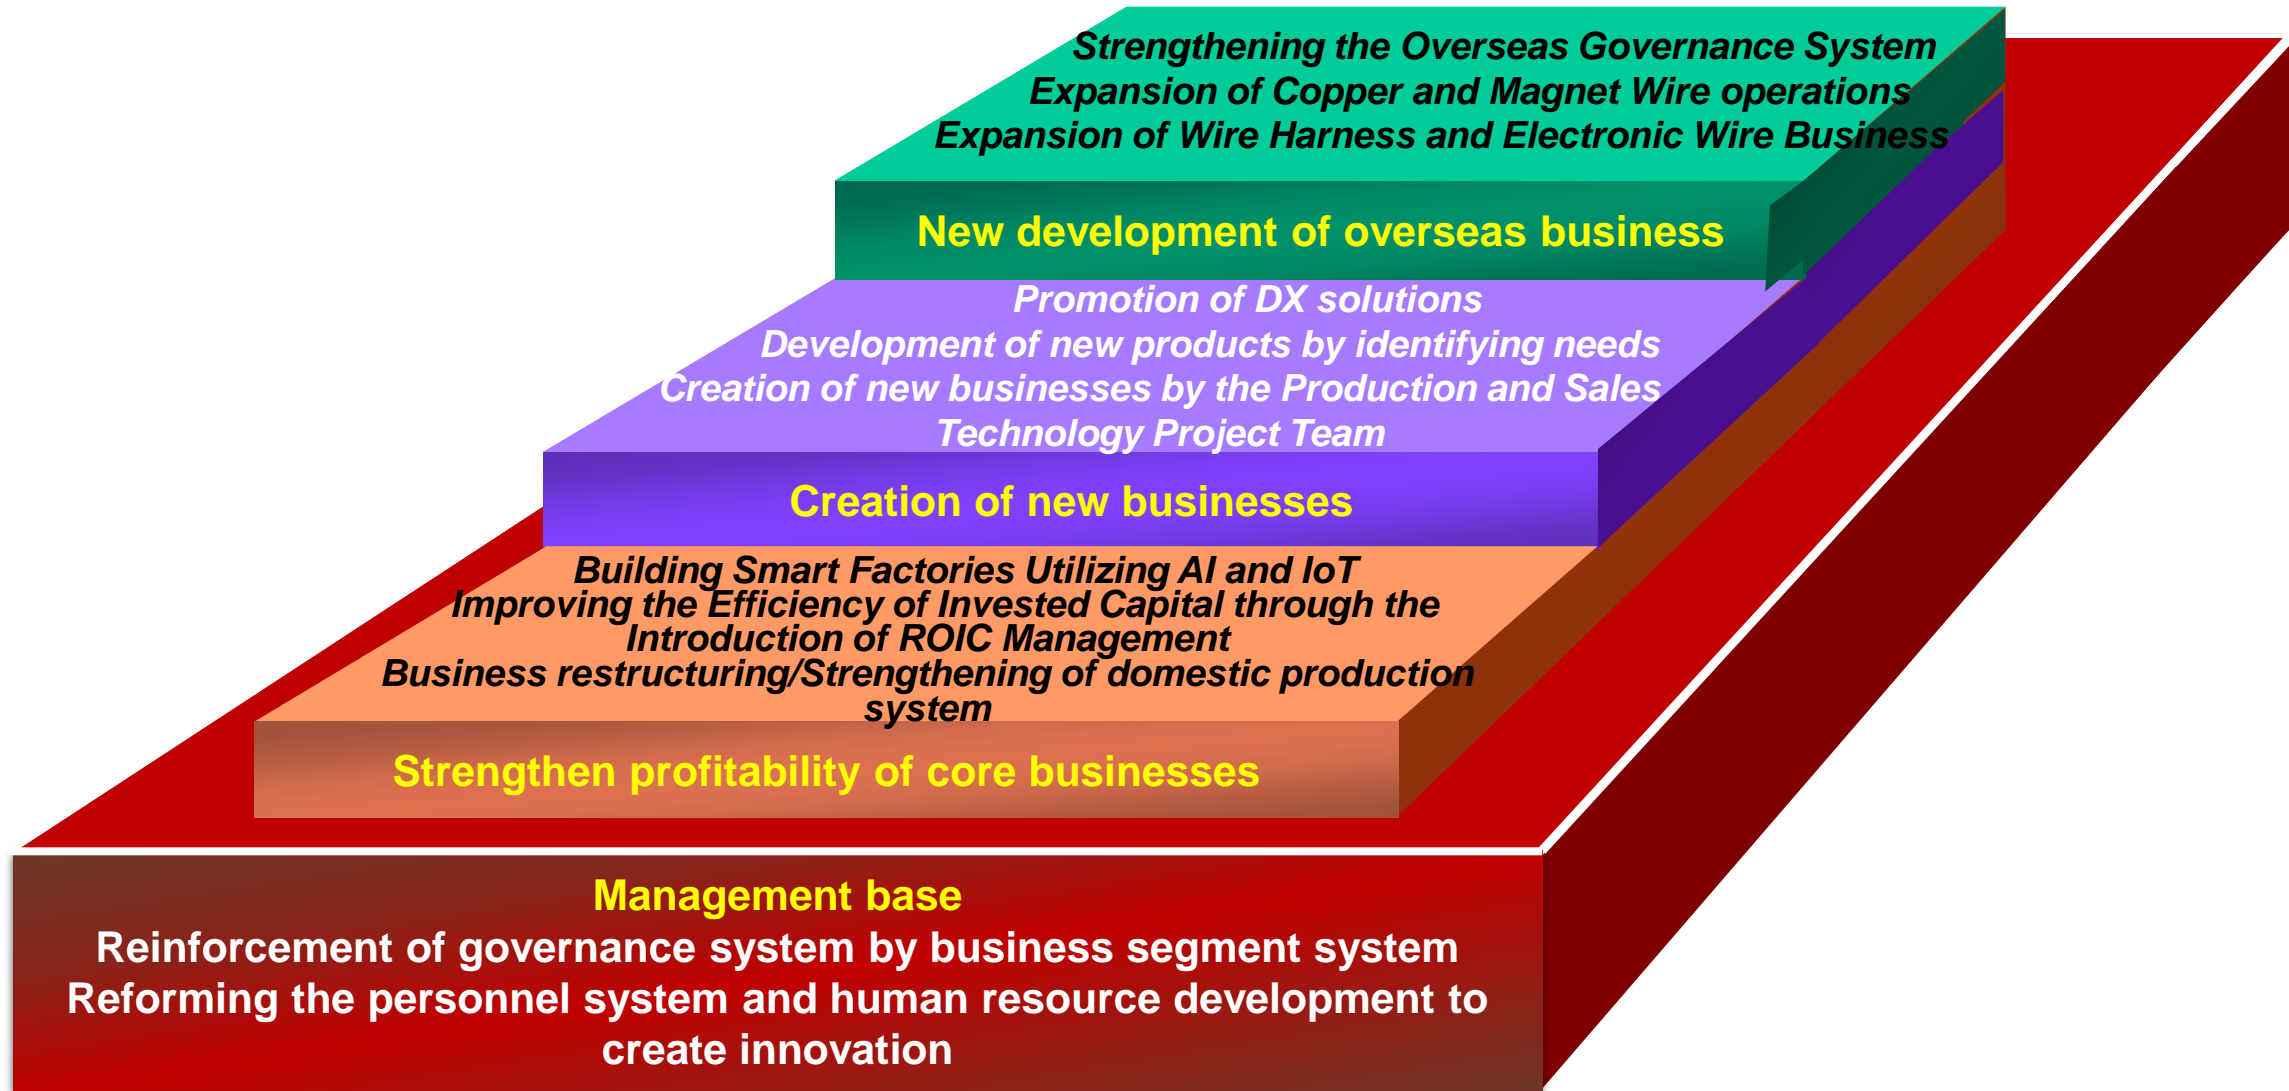 Strengthening the Overseas Governance System
Expansion of Copper and Magnet Wire operations
Expansion of Wire Harness and Electronic Wire Business
New development of overseas business
Promotion of DX solutions
Development of new products by identifying needs
Creation of new businesses by the Production and Sales
Technology Project Team
Creation of new businesses
Building Smart Factories Utilizing AI and IoT
Improving the Efficiency of Invested Capital through the
Introduction of ROIC Management
Business restructuring/Strengthening of domestic production
system
Strengthen profitability of core businesses
Management base
Reinforcement of governance system by business segment system
Reforming the personnel system and human resource development to
create innovation